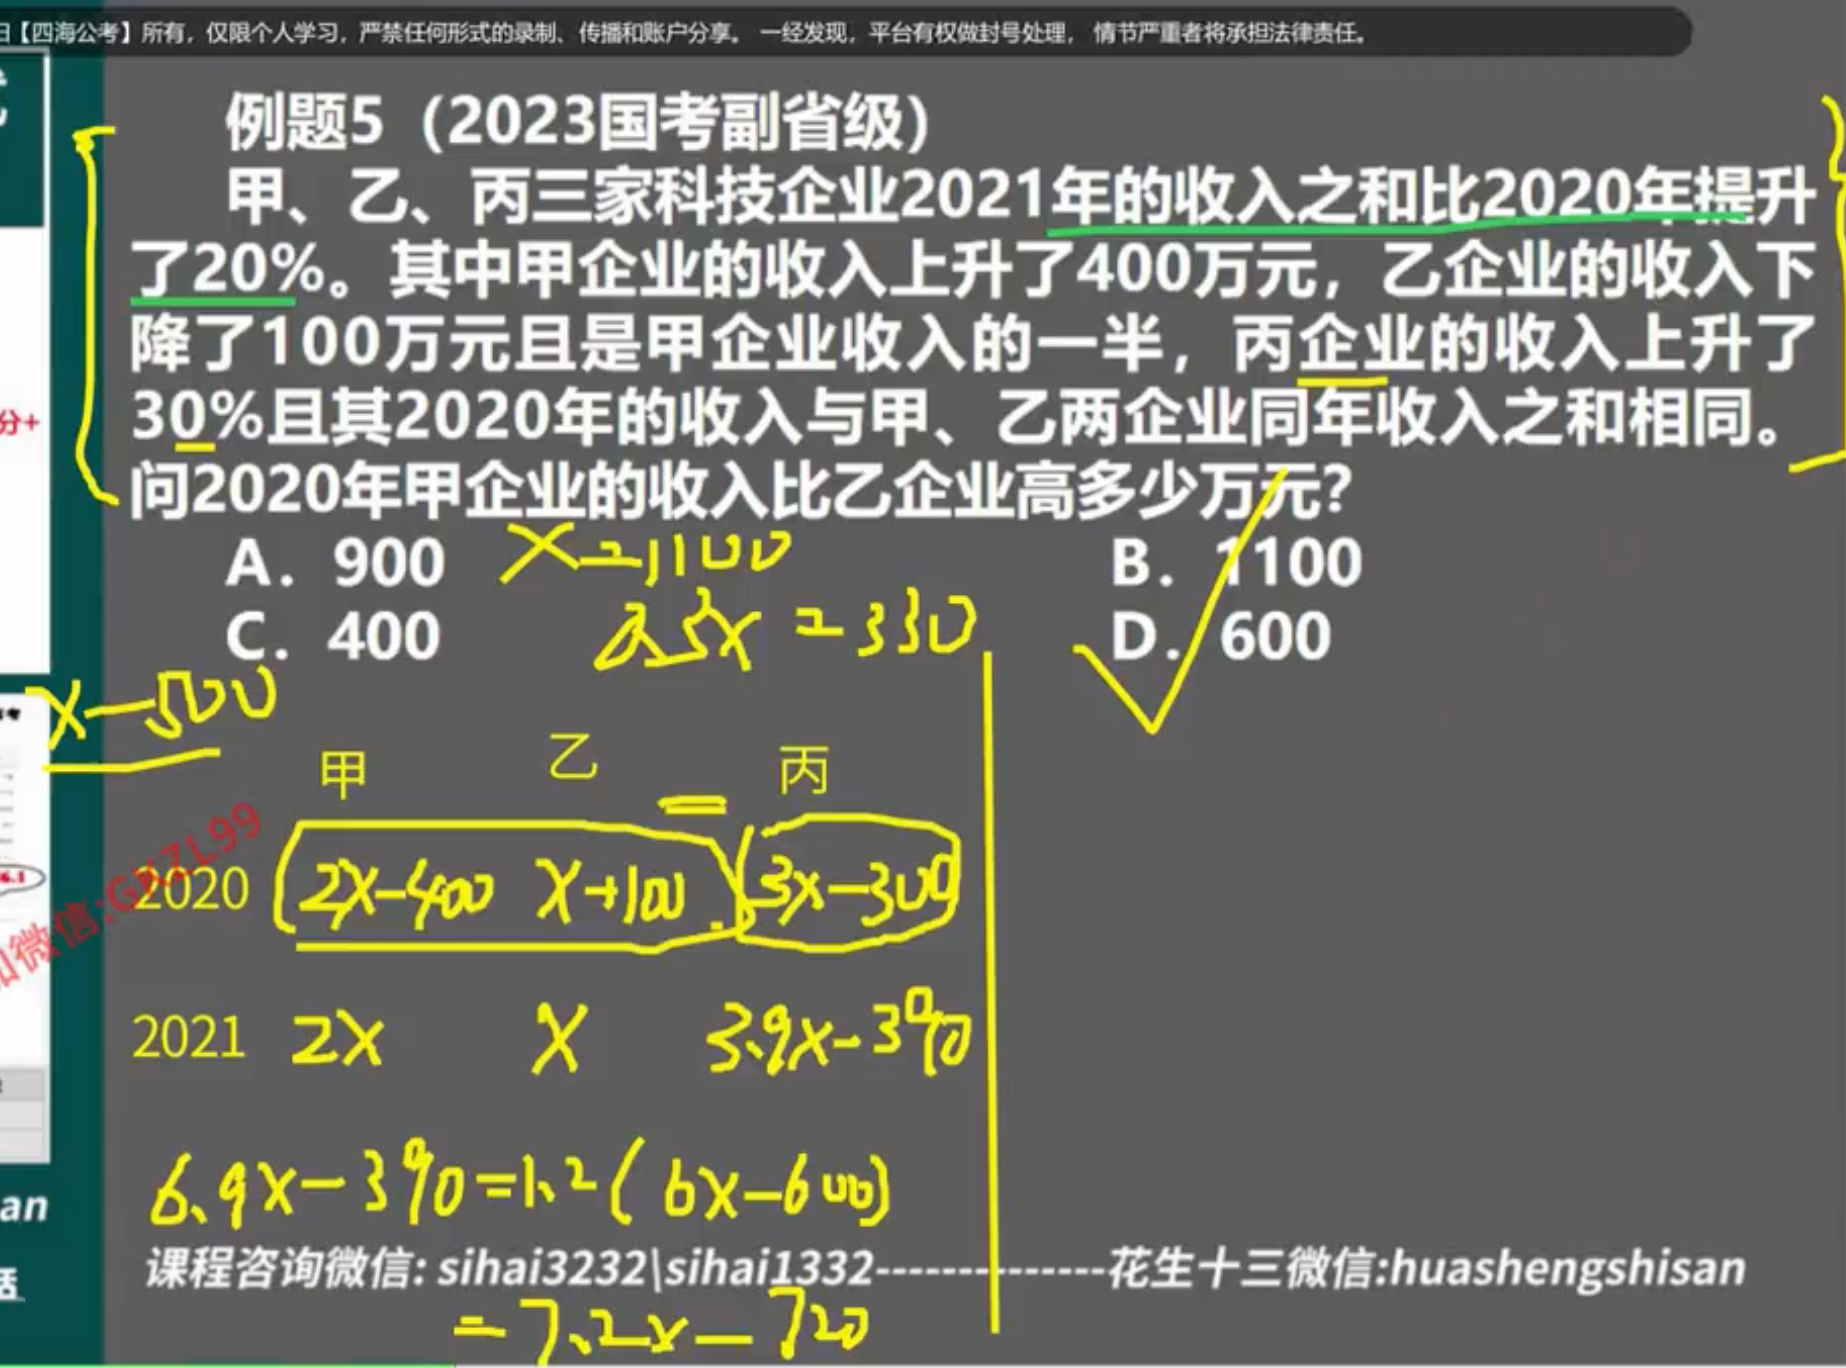 【四海公考】所有，仅限个人学习，严禁任何形式的录制、传播和账户分享。 一经发现，平台有权做封号处理， 情节严重者将承担法律责任。
例题5（2023国考副省级）
甲、乙、丙三家科技企业2021年的收入之和比2020年提升
了20%。其中甲企业的收入上升了400万元，乙企业的收入下
降了100万元且是甲企业收入的一半，丙企业的收入上升了
30%且其2020年的收入与甲、乙两企业同年收入之和相同。
分+
问2020年甲企业的收入比乙企业高多少万元？
A. 900
x=1100
B. 1100
C. 400
0.3x=330
D. 600
x-500
甲 乙 丙
=
2020 2x-400 x+100 3x-300
微信:GKZL99
2021 2x x 3.9x-390
6.9x-390=1.2(6x-600)
an
课程咨询微信: sihai3232\sihai1332--------------花生十三微信:huashengshisan
=7.2x-720